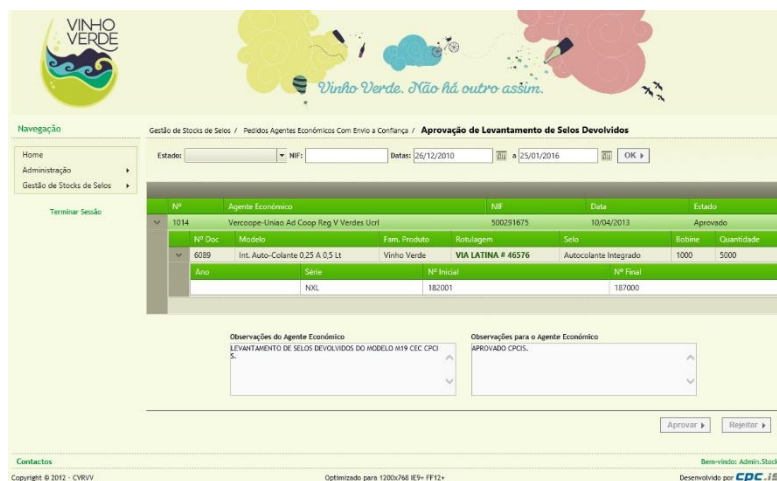 VINHO
VERDE
Vinho Verde. Não há outro assim.
Navegação
Home
Administração
Gestão de Stocks de Selos
Terminar Sessão
Gestão de Stocks de Selos / Pedidos Agentes Económicos Com Envio a Confiança / Aprovação de Levantamento de Selos Devolvidos
Estado: NIF: Datas: 26/12/2010 a 25/01/2016 OK
Nº Agente Económico NIF Data Estado
1014 Vercoope-Uniao Ad Coop Reg V Verdes Ucrl 500291675 10/04/2013 Aprovado
Nº Doc Modelo Fam. Produto Rotulagem Selo Bobine Quantidade
6089 Int. Auto-Colante 0,25 A 0,5 Lt Vinho Verde VIA LATINA # 46576 Autocolante Integrado 1000 5000
Ano Série Nº Inicial Nº Final
NXL 182001 187000
Observações do Agente Económico
LEVANTAMENTO DE SELOS DEVOLVIDOS DO MODELO M19 CEC CPCI
S.
Observações para o Agente Económico
APROVADO CPCIS.
Aprovar Rejeitar
Contactos
Bem-vindo: Admin.Stock
Copyright © 2012 - CVRVV
Optimizado para 1200x768 IE9+ FF12+
Desenvolvido por CPC.iS